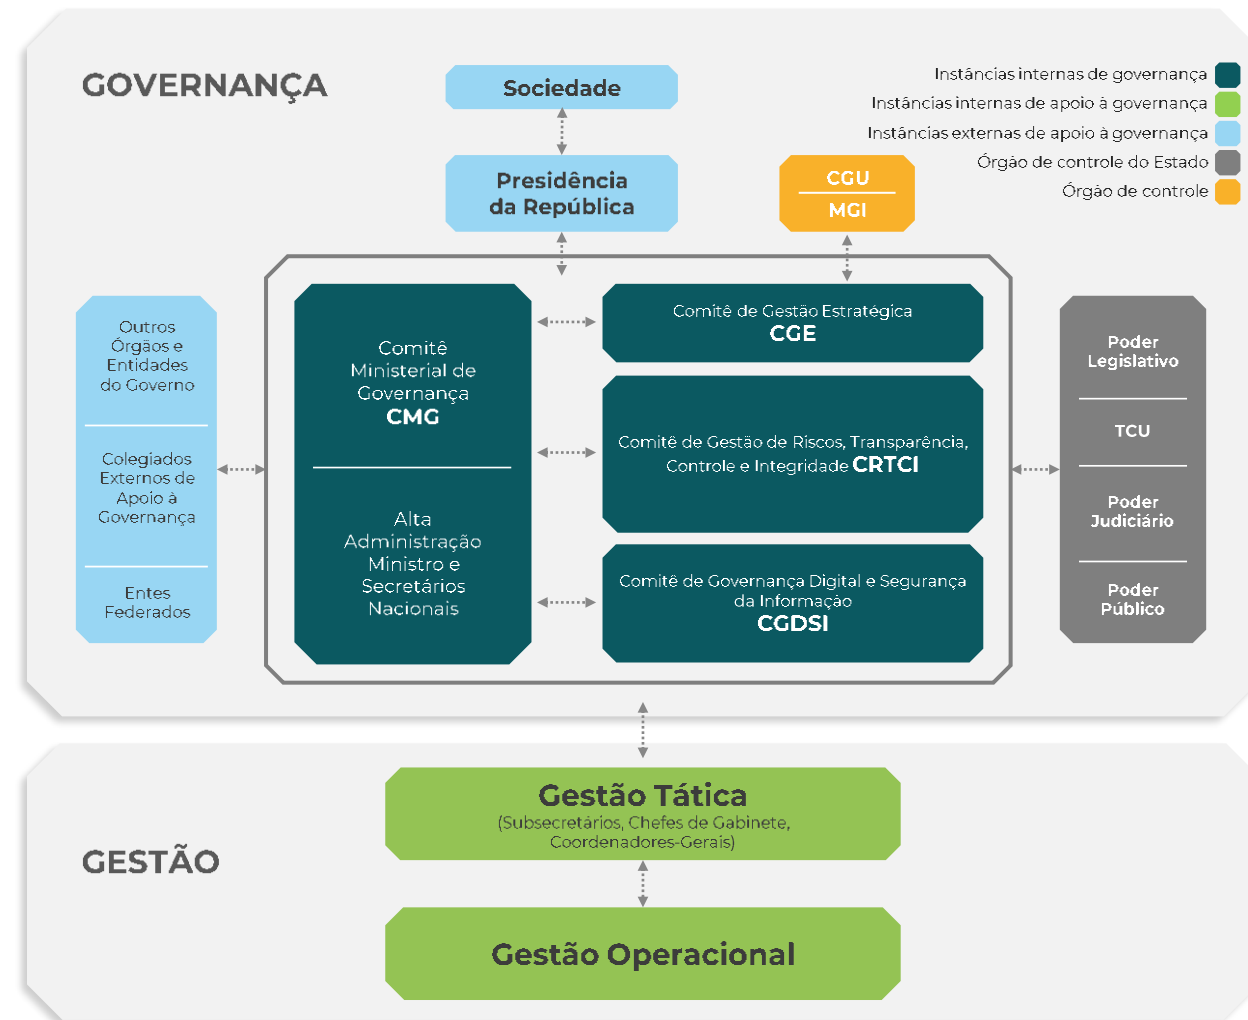 GOVERNANÇA
Sociedade
Presidência
da República
CGU
MGI
Instâncias internas de governança
Instâncias internas de apoio à governança
Instâncias externas de apoio à governança
Órgão de controle do Estado
Órgão de controle
Outros
Órgãos e
Entidades
do Governo
Colegiados
Externos de
Apoio à
Governança
Entes
Federados
Comitê
Ministerial de
Governança
CMG
Alta
Administração
Ministro e
Secretários
Nacionais
Comitê de Gestão Estratégica
CGE
Comitê de Gestão de Riscos, Transparência,
Controle e Integridade CRTCI
Comitê de Governança Digital e Segurança
da Informação
CGDSI
Poder
Legislativo
TCU
Poder
Judiciário
Poder
Público
GESTÃO
Gestão Tática
(Subsecretários, Chefes de Gabinete,
Coordenadores-Gerais)
Gestão Operacional